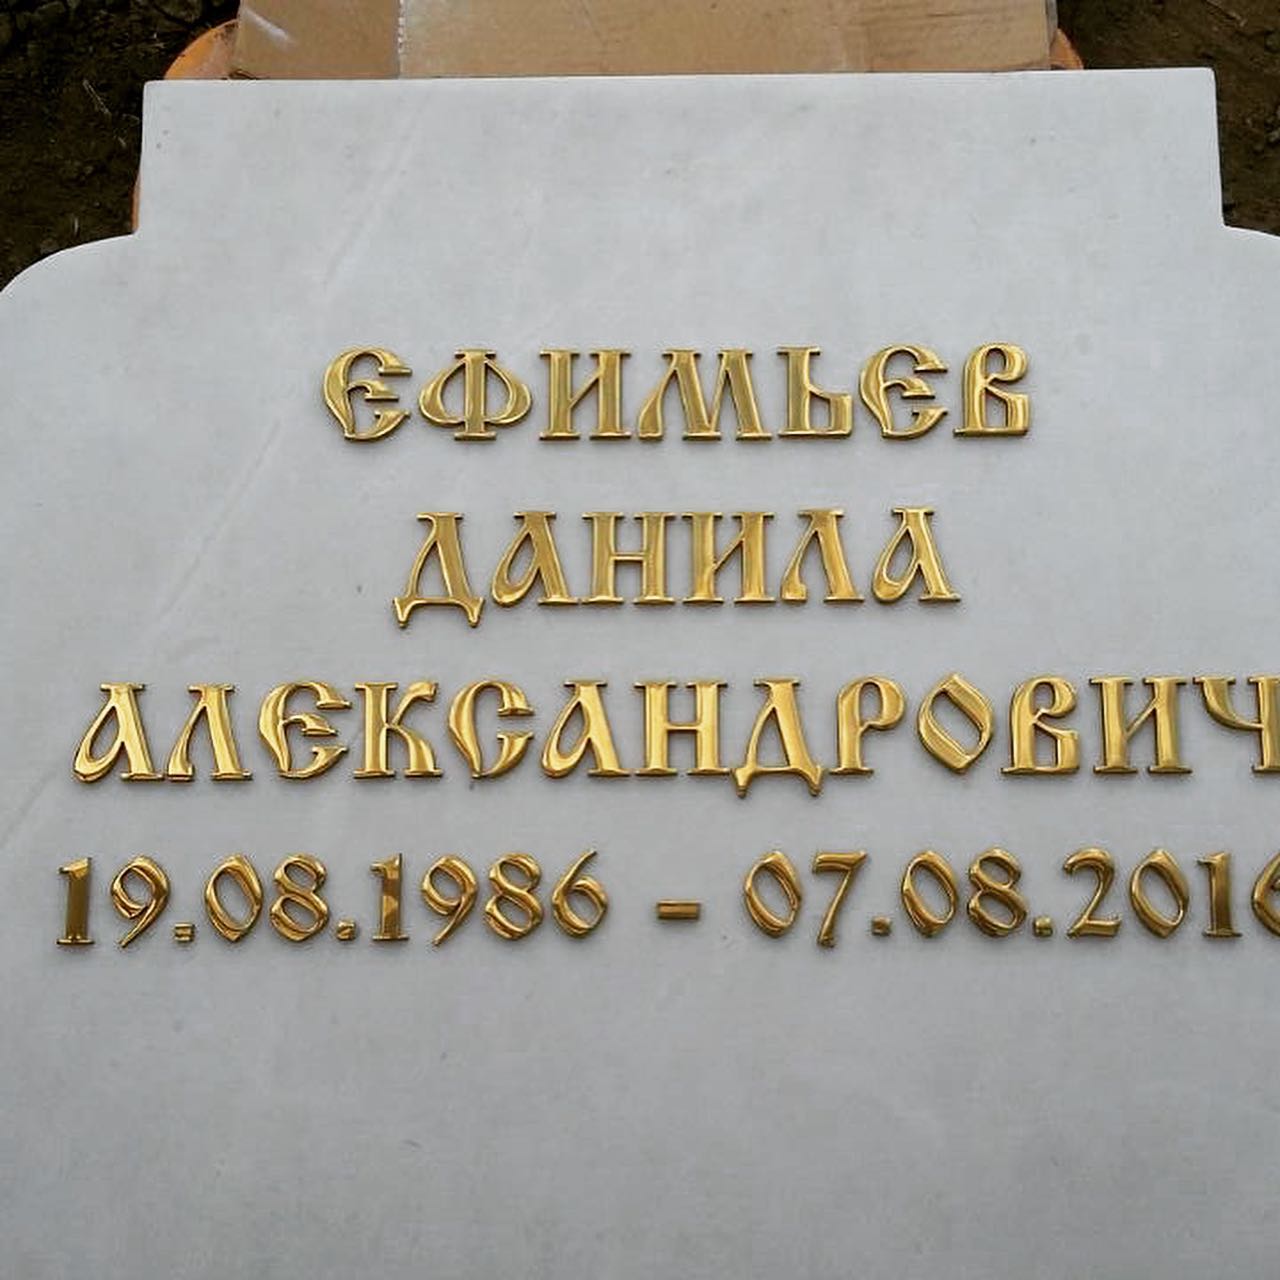 ЕФИМЬЕВ
ДАНИЛА
АЛЕКСАНДРОВИЧ
19.08.1986 - 07.08.2016